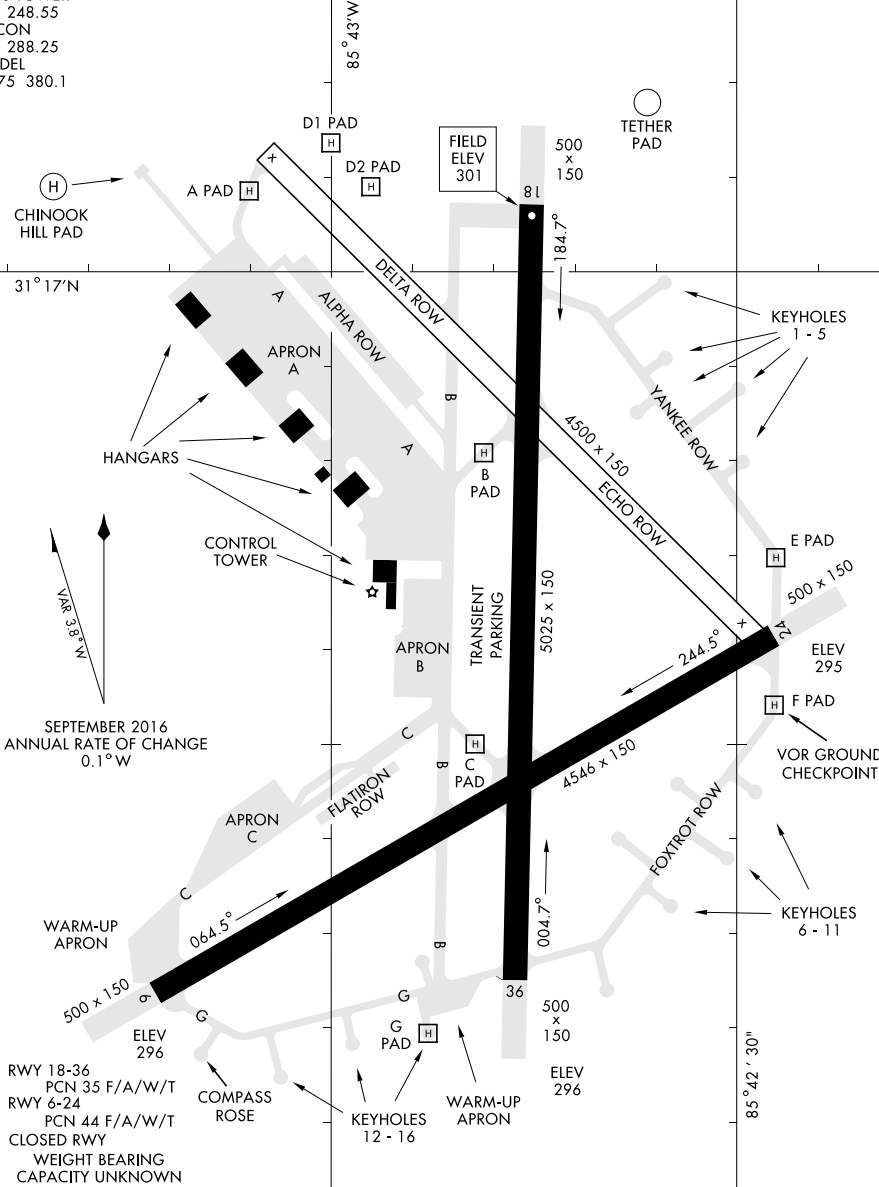 248.55
288.25
DEL
75 380.1
85°43'W
D1 PAD
H
D2 PAD
H
A PAD H
FIELD
ELEV
301
500
x
150
TETHER
PAD
H
CHINOOK
HILL PAD
x
18
184.7°
31°17'N
A
ALPHA ROW
DELTA ROW
APRON
A
KEYHOLES
1 - 5
B
YANKEE ROW
4500 x 150
A
HANGARS
H
B
PAD
ECHO ROW
CONTROL
TOWER
E PAD
H
500 x 150
VAR 3.8° W
TRANSIENT
PARKING
5025 x 150
x
24
APRON
B
244.5°
ELEV
295
F PAD
H
SEPTEMBER 2016
ANNUAL RATE OF CHANGE
0.1° W
C
H
C
PAD
B
4546 x 150
VOR GROUND
CHECKPOINT
FLATIRON
ROW
APRON
C
FOXTROT ROW
C
064.5°
004.7°
KEYHOLES
6 - 11
WARM-UP
APRON
B
500 x 150
6
G
G
36
500
x
150
G
PAD
H
ELEV
296
ELEV
296
RWY 18-36
PCN 35 F/A/W/T
RWY 6-24
PCN 44 F/A/W/T
CLOSED RWY
WEIGHT BEARING
CAPACITY UNKNOWN
COMPASS
ROSE
KEYHOLES
12 - 16
WARM-UP
APRON
85°42'30"